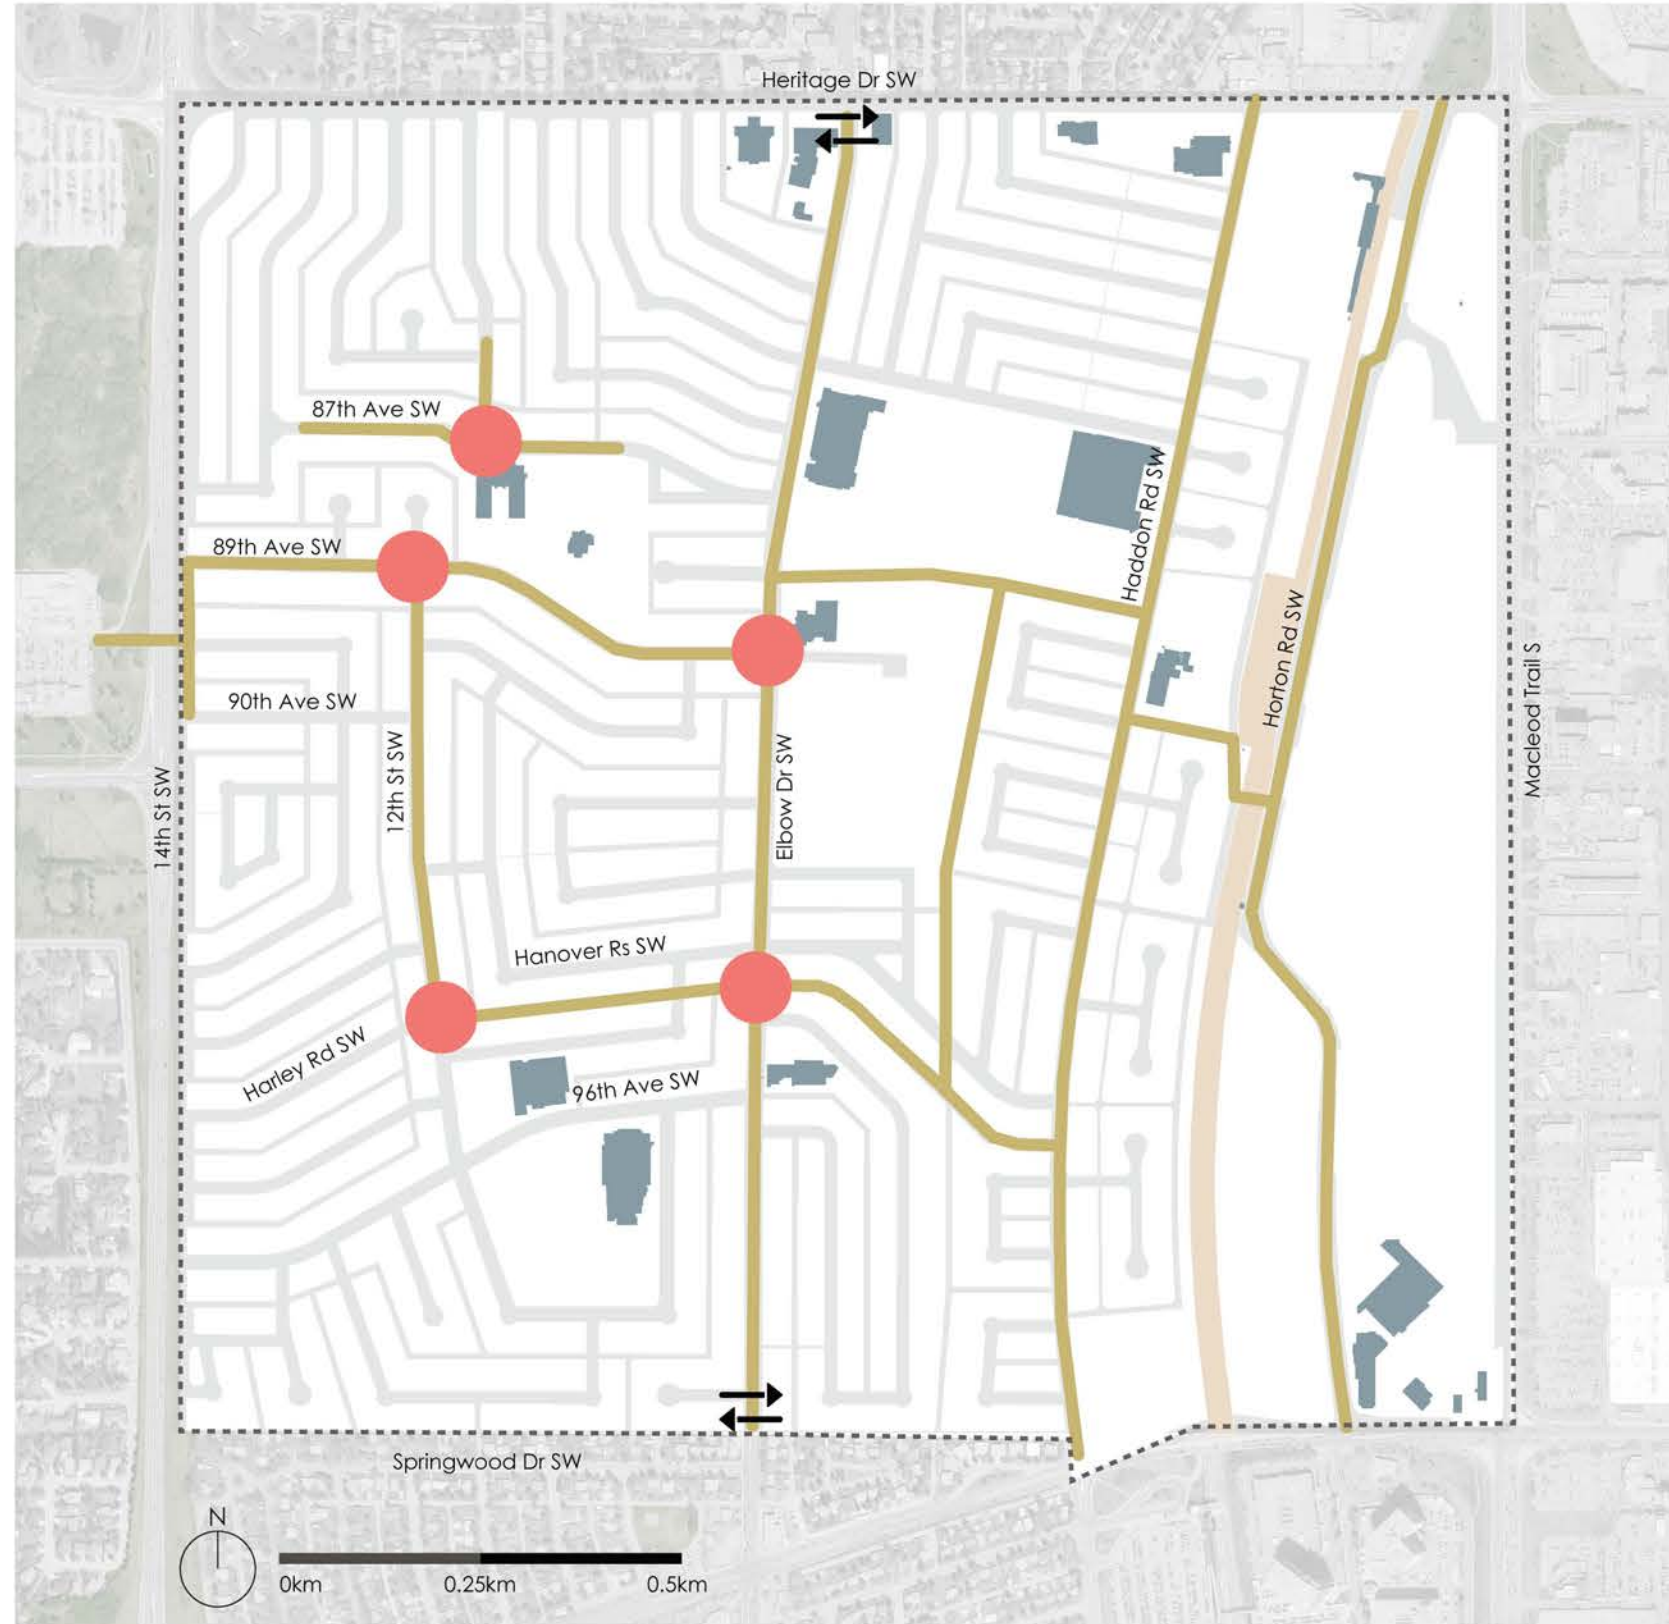 Heritage Dr SW
87th Ave SW
Haddon Rd SW
89th Ave SW
Horton Rd SW
Macleod Trail S
90th Ave SW
12th St SW
Elbow Dr SW
14th St SW
Hanover Rs SW
Harley Rd SW
96th Ave SW
Springwood Dr SW
N
0km 0.25km 0.5km